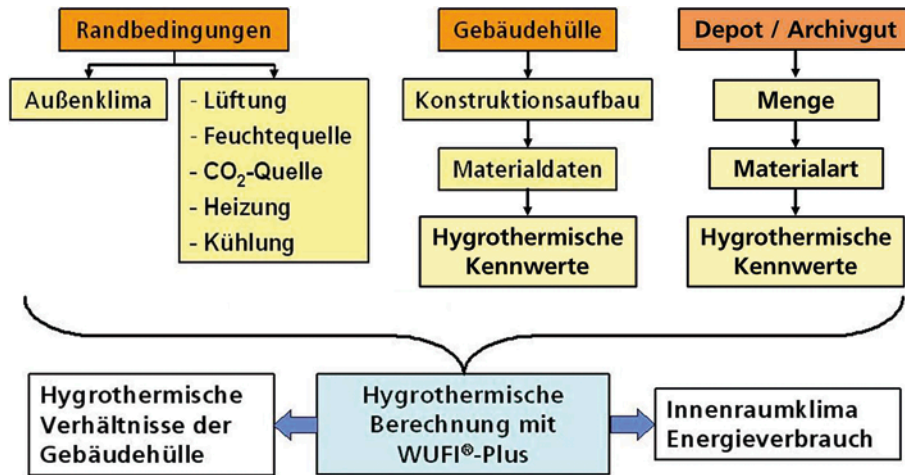 Randbedingungen
Außenklima
- Lüftung
- Feuchtequelle
- CO₂-Quelle
- Heizung
- Kühlung
Gebäudehülle
Konstruktionsaufbau
Materialdaten
Hygrothermische
Kennwerte
Depot / Archivgut
Menge
Materialart
Hygrothermische
Kennwerte
Hygrothermische
Verhältnisse der
Gebäudehülle
Hygrothermische
Berechnung mit
WUFI®-Plus
Innenraumklima
Energieverbrauch